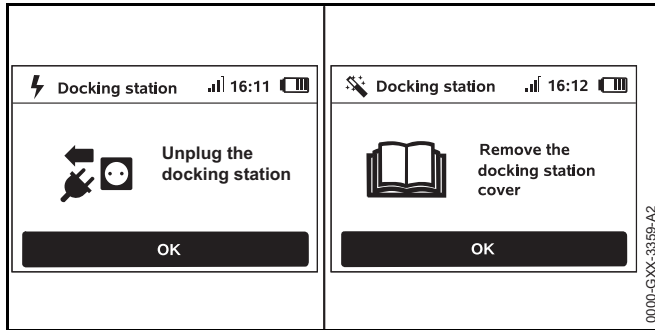 Docking station 16:11
Unplug the
docking station
OK
Docking station 16:12
Remove the
docking station
cover
OK
0000-GXX-3359-A2